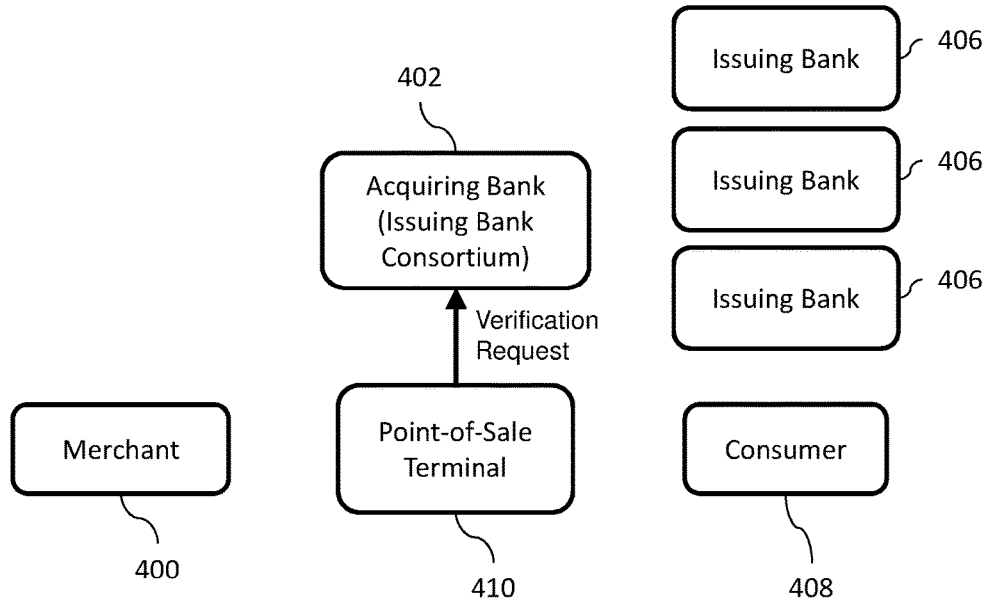 Issuing Bank
406
402
Issuing Bank
406
Acquiring Bank
(Issuing Bank
Consortium)
Issuing Bank
406
Verification
Request
Merchant
Point-of-Sale
Terminal
Consumer
400
410
408